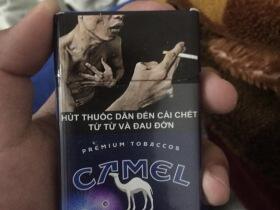 HÚT THUỐC DẪN ĐẾN CÁI CHẾT
TỪ TỪ VÀ ĐAU ĐỚN
PREMIUM TOBACCOS
CAMEL